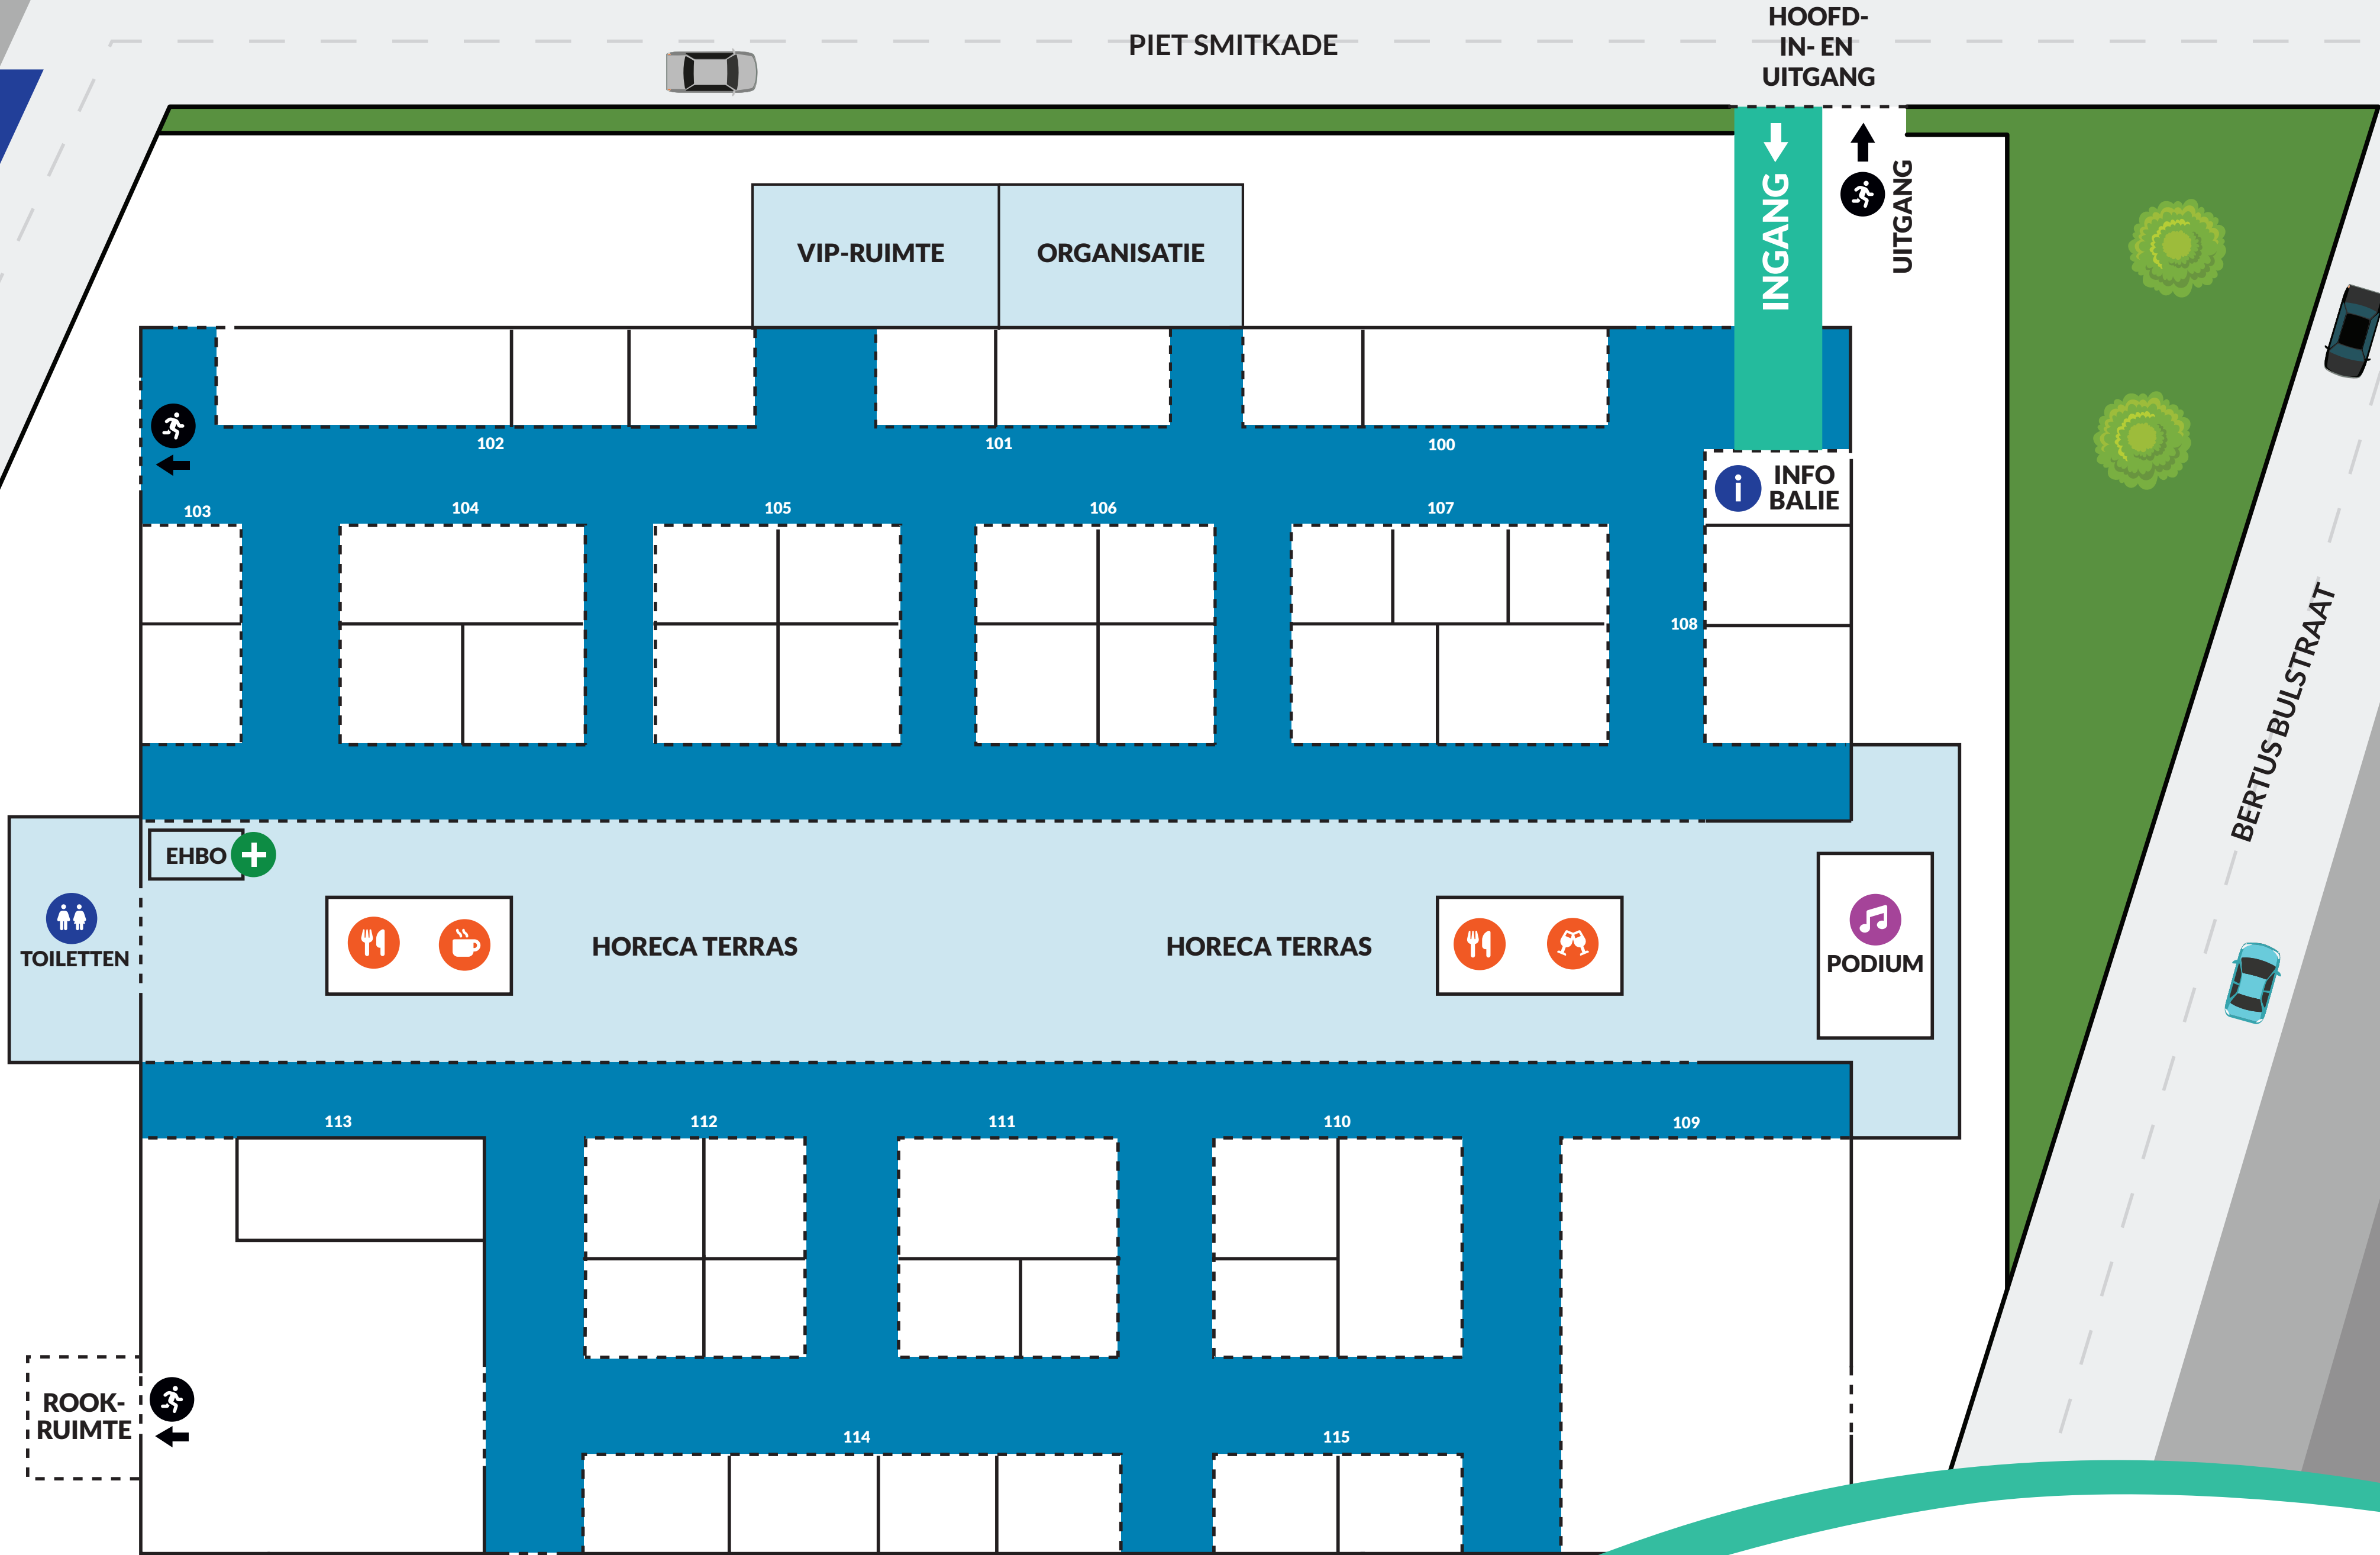 HOOFD-
IN- EN
UITGANG
PIET SMITKADE
INGANG
UITGANG
VIP-RUIMTE
ORGANISATIE
102
101
100
INFO
BALIE
103
104
105
106
107
108
BERTUS BULSTRAAT
EHBO
TOILETTEN
HORECA TERRAS
HORECA TERRAS
PODIUM
113
112
111
110
109
ROOK-
RUIMTE
114
115